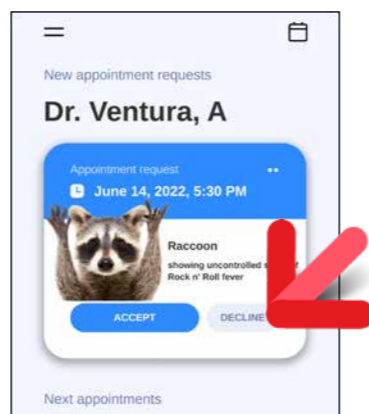 New appointment requests
Dr. Ventura, A
Appointment request
June 14, 2022, 5:30 PM
Raccoon
showing uncontrolled
Rock n' Roll fever
ACCEPT
DECLINE
Next appointments